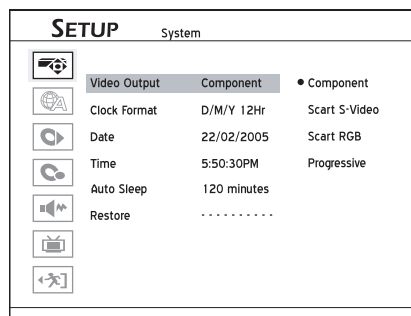 SETUP System
Video Output Component • Component
Clock Format D/M/Y 12Hr Scart S-Video
Date 22/02/2005 Scart RGB
Time 5:50:30PM Progressive
Auto Sleep 120 minutes
Restore - - - - - - - - - -
A